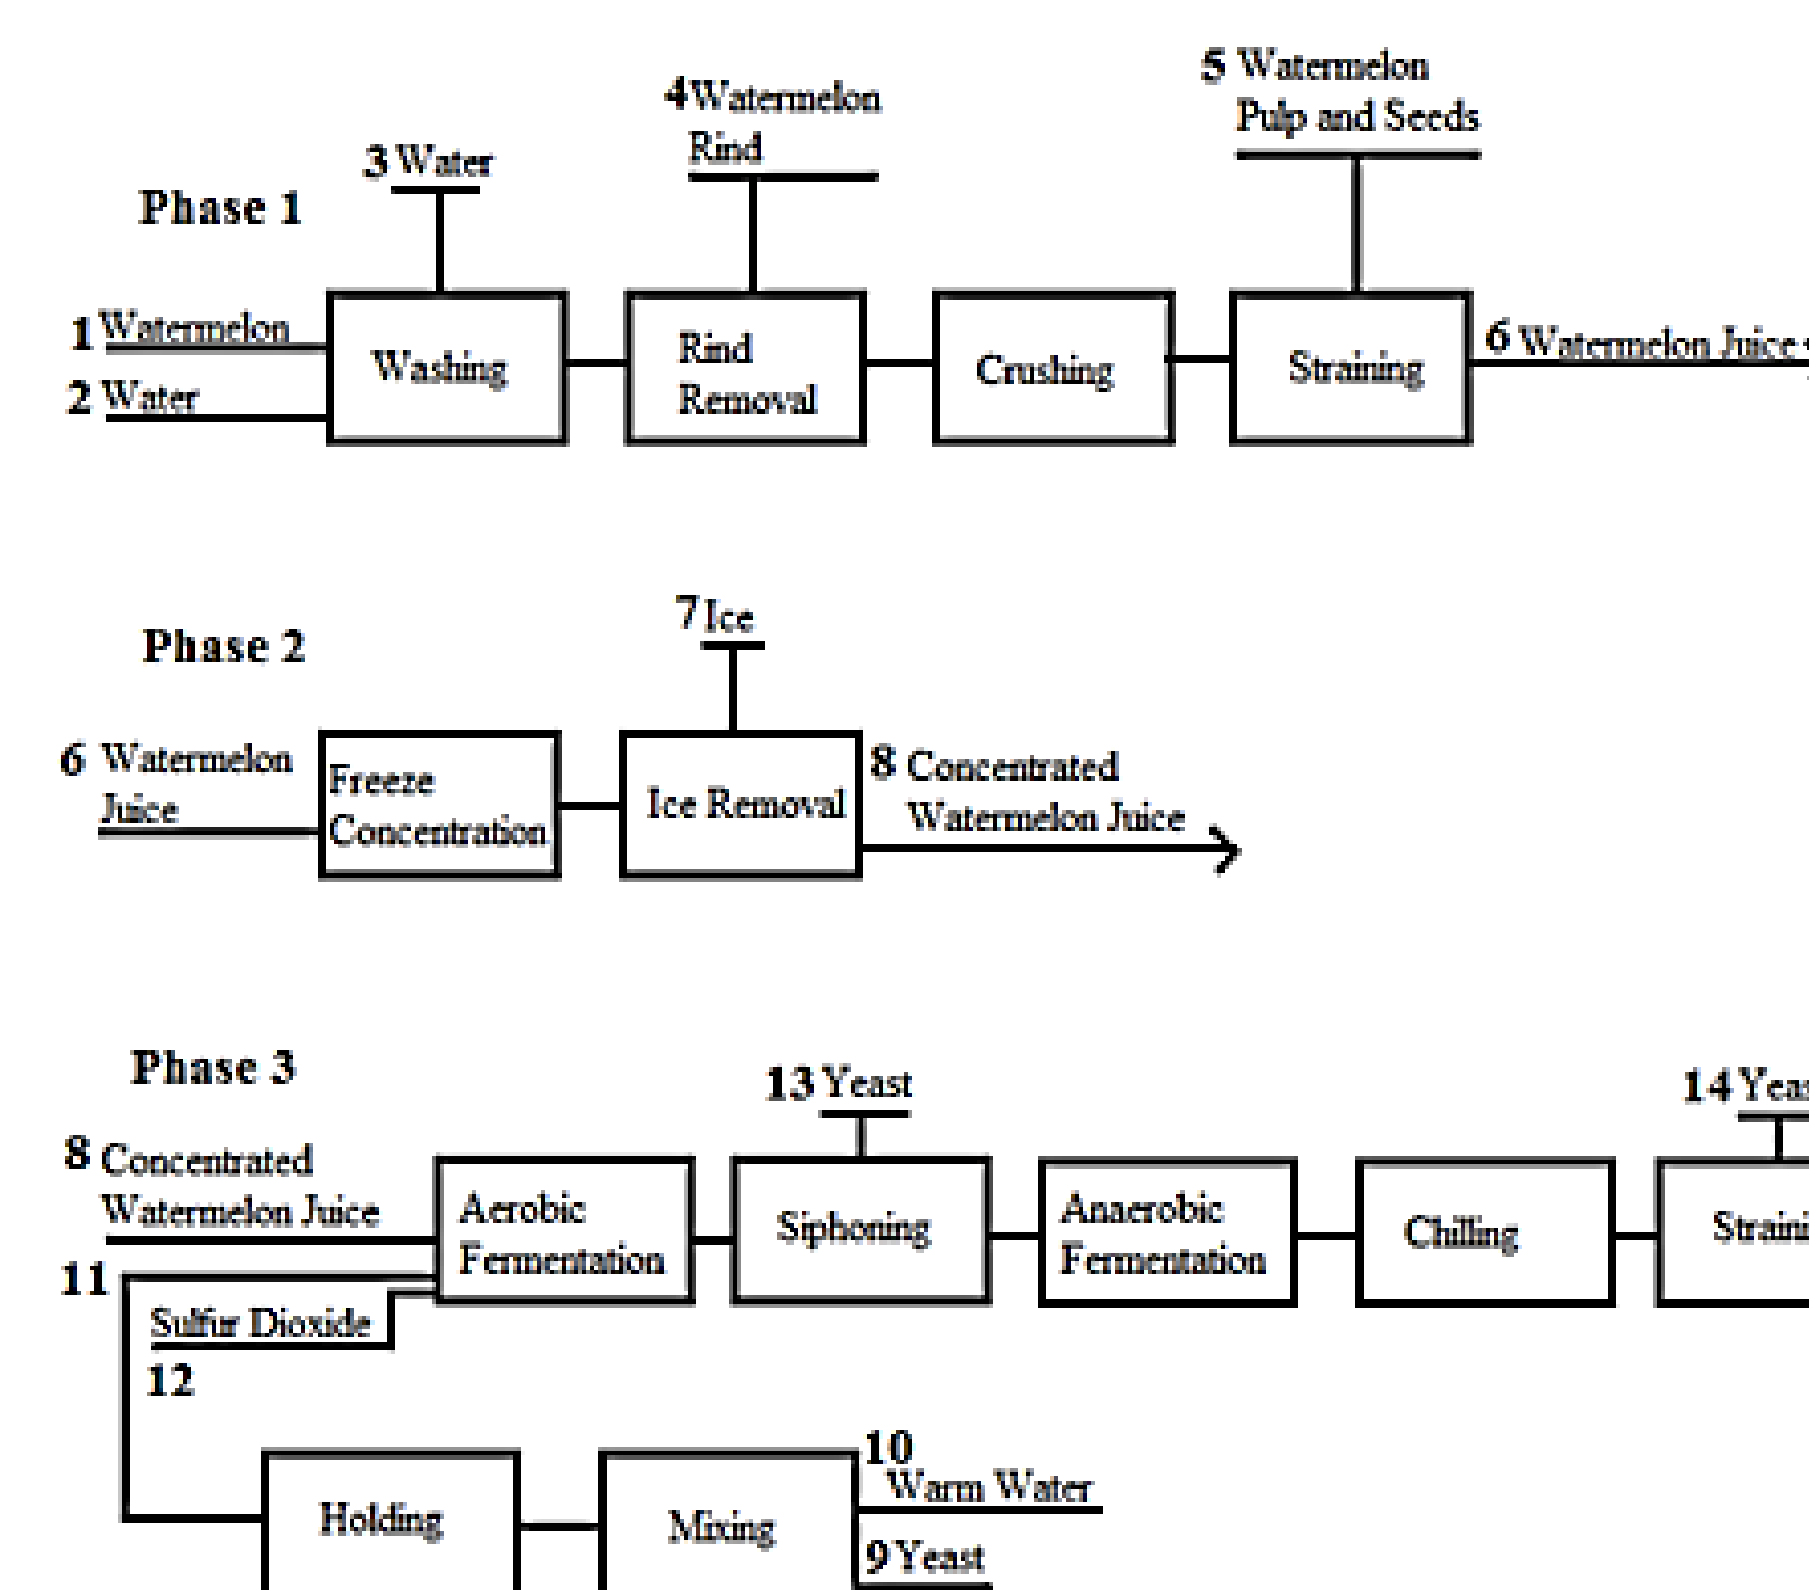 5 Watermelon
Pulp and Seeds
4 Watermelon
Rind
3 Water
Phase 1
1 Watermelon
2 Water
Washing
Rind
Removal
Crushing
Straining
6 Watermelon Juice
7 Ice
Phase 2
6 Watermelon
Juice
Freeze
Concentration
Ice Removal
8 Concentrated
Watermelon Juice
Phase 3
13 Yeast
14
8 Concentrated
Watermelon Juice
11
Sulfur Dioxide
12
Aerobic
Fermentation
Siphoning
Anaerobic
Fermentation
Chilling
10
Warm Water
9 Yeast
Holding
Mixing